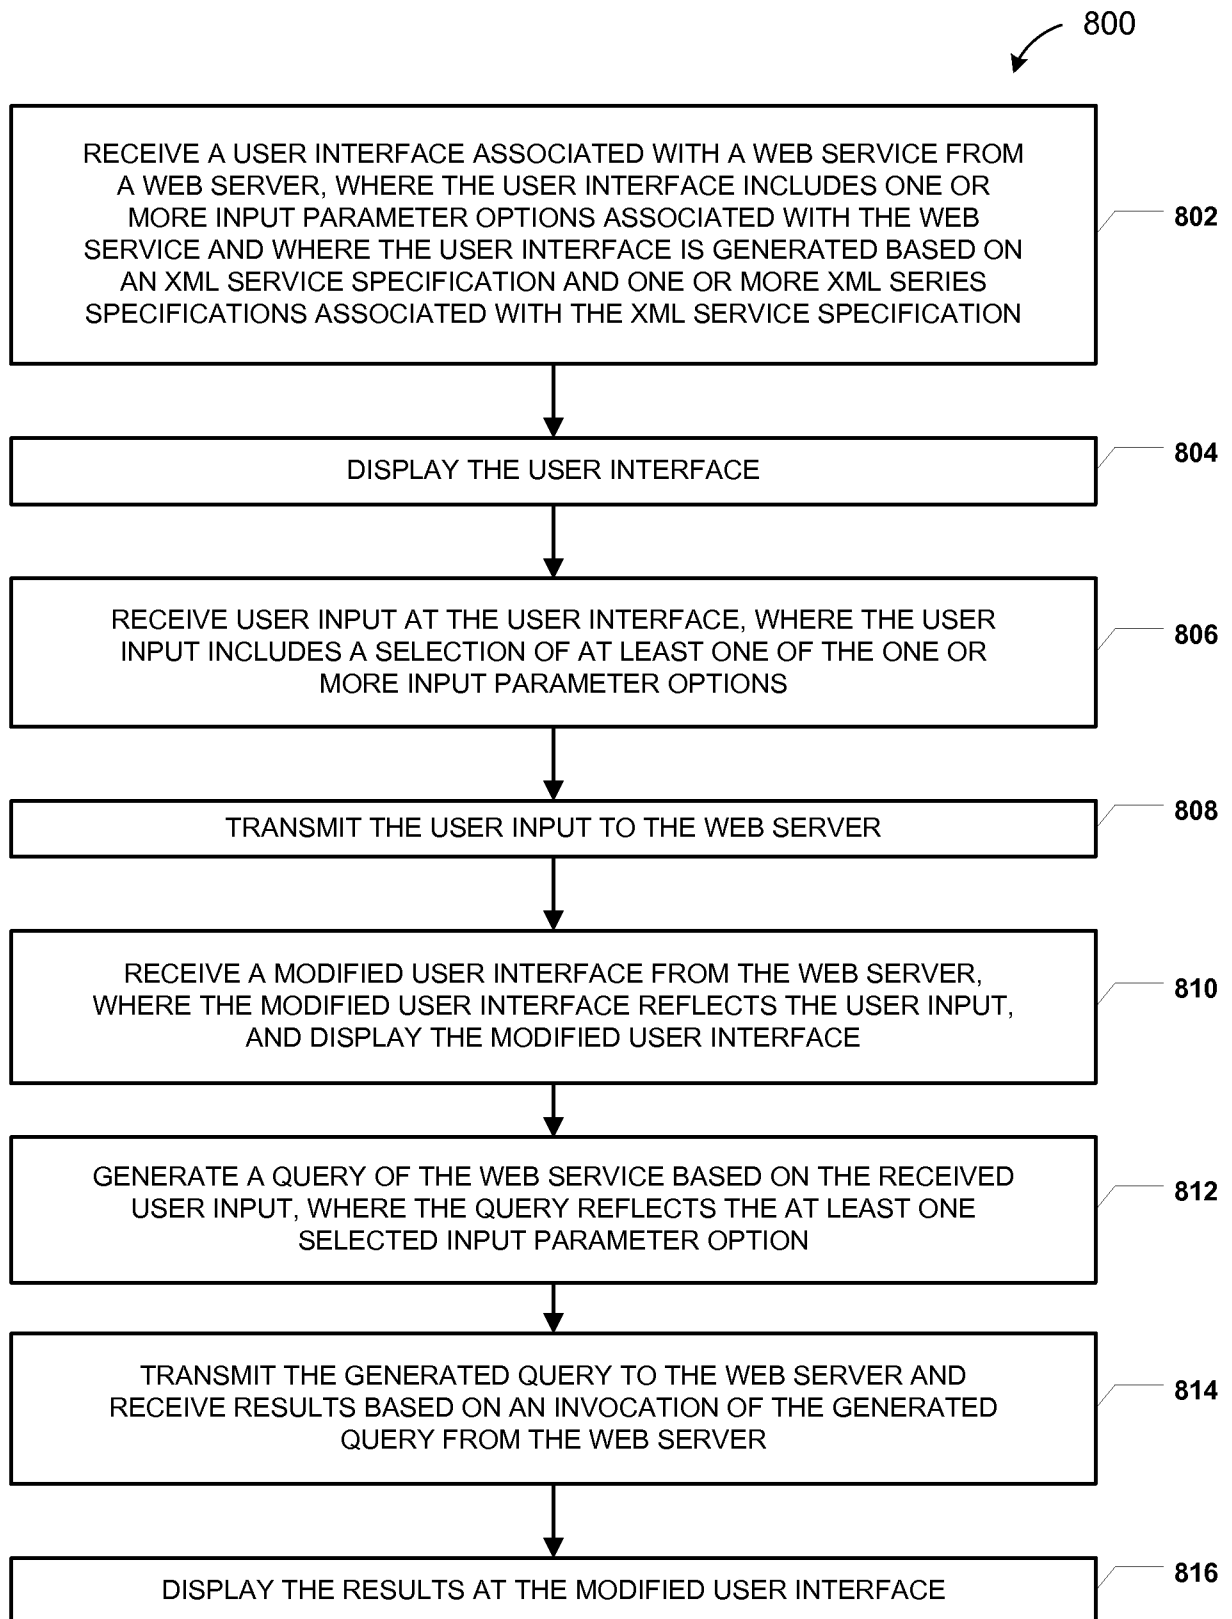 800
RECEIVE A USER INTERFACE ASSOCIATED WITH A WEB SERVICE FROM
A WEB SERVER, WHERE THE USER INTERFACE INCLUDES ONE OR
MORE INPUT PARAMETER OPTIONS ASSOCIATED WITH THE WEB
SERVICE AND WHERE THE USER INTERFACE IS GENERATED BASED ON
AN XML SERVICE SPECIFICATION AND ONE OR MORE XML SERIES
SPECIFICATIONS ASSOCIATED WITH THE XML SERVICE SPECIFICATION
802
DISPLAY THE USER INTERFACE
804
RECEIVE USER INPUT AT THE USER INTERFACE, WHERE THE USER
INPUT INCLUDES A SELECTION OF AT LEAST ONE OF THE ONE OR
MORE INPUT PARAMETER OPTIONS
806
TRANSMIT THE USER INPUT TO THE WEB SERVER
808
RECEIVE A MODIFIED USER INTERFACE FROM THE WEB SERVER,
WHERE THE MODIFIED USER INTERFACE REFLECTS THE USER INPUT,
AND DISPLAY THE MODIFIED USER INTERFACE
810
GENERATE A QUERY OF THE WEB SERVICE BASED ON THE RECEIVED
USER INPUT, WHERE THE QUERY REFLECTS THE AT LEAST ONE
SELECTED INPUT PARAMETER OPTION
812
TRANSMIT THE GENERATED QUERY TO THE WEB SERVER AND
RECEIVE RESULTS BASED ON AN INVOCATION OF THE GENERATED
QUERY FROM THE WEB SERVER
814
DISPLAY THE RESULTS AT THE MODIFIED USER INTERFACE
816